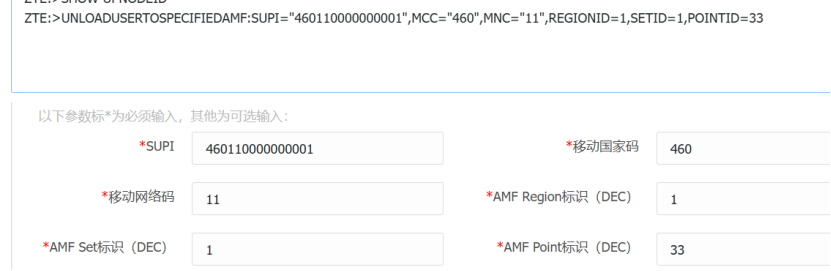 ZTE:>SHOW UPNODEID
ZTE:>UNLOADUSERTOSPECIFIEDAMF:SUPI="460110000000001",MCC="460",MNC="11",REGIONID=1,SETID=1,POINTID=33
以下参数标*为必须输入，其他为可选输入：
*SUPI 460110000000001 *移动国家码 460
*移动网络码 11 *AMF Region标识（DEC） 1
*AMF Set标识（DEC） 1 *AMF Point标识（DEC） 33